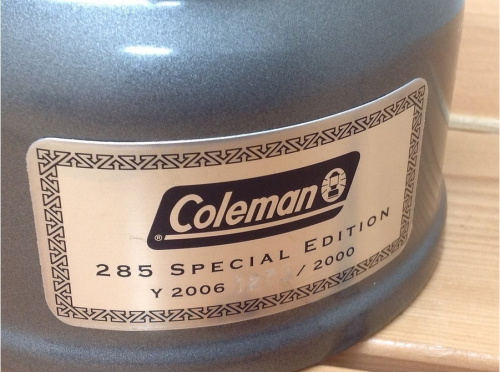 Coleman
®
285 SPECIAL EDITION
Y 2006 / 2000